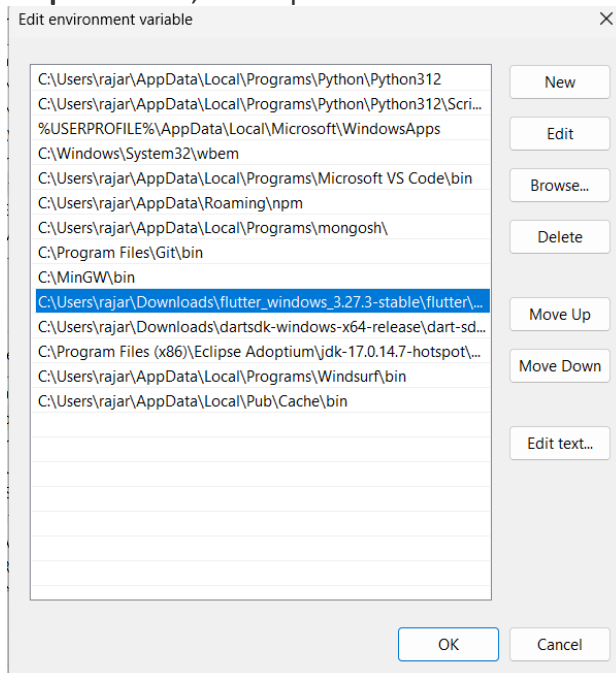 Edit environment variable
C:\Users\rajar\AppData\Local\Programs\Python\Python312
New
C:\Users\rajar\AppData\Local\Programs\Python\Python312\Scri...
%USERPROFILE%\AppData\Local\Microsoft\WindowsApps
Edit
C:\Windows\System32\wbem
C:\Users\rajar\AppData\Local\Programs\Microsoft VS Code\bin
Browse...
C:\Users\rajar\AppData\Roaming\npm
C:\Users\rajar\AppData\Local\Programs\mongosh\
Delete
C:\Program Files\Git\bin
C:\MinGW\bin
C:\Users\rajar\Downloads\flutter_windows_3.27.3-stable\flutter\...
Move Up
C:\Users\rajar\Downloads\dartsdk-windows-x64-release\dart-sd...
C:\Program Files (x86)\Eclipse Adoptium\jdk-17.0.14.7-hotspot\...
Move Down
C:\Users\rajar\AppData\Local\Programs\Windsurf\bin
C:\Users\rajar\AppData\Local\Pub\Cache\bin
Edit text...
OK
Cancel